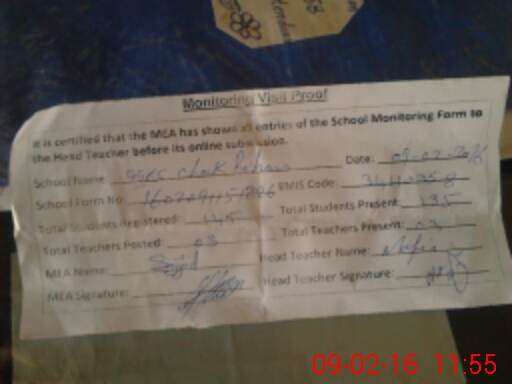 Monitoring Visit Proof
It is certified that the MEA has shown all entries of the School Monitoring Form to
the Head Teacher before its online submission.
School Name: GGES Chak Date: 09-02-2016
School Form No: EMIS Code:
Total Students Registered: 145 Total Students Present: 135
Total Teachers Posted: 03 Total Teachers Present: 03
MEA Name: Sajjid Head Teacher Name:
MEA Signature: Head Teacher Signature:
09-02-16 11:55